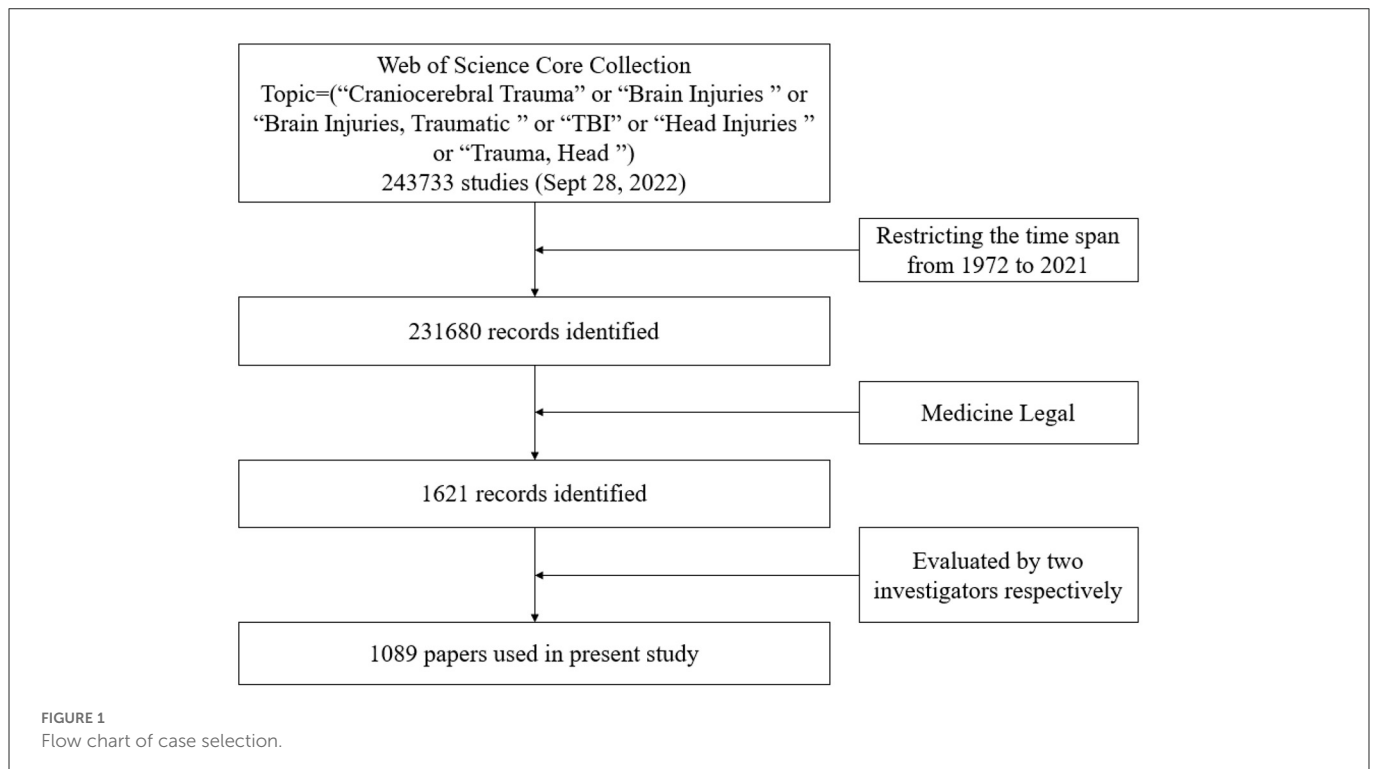 Web of Science Core Collection
Topic=(“Craniocerebral Trauma” or “Brain Injuries ” or
“Brain Injuries, Traumatic ” or “TBI” or “Head Injuries ”
or “Trauma, Head ”)
243733 studies (Sept 28, 2022)
Restricting the time span
from 1972 to 2021
231680 records identified
Medicine Legal
1621 records identified
Evaluated by two
investigators respectively
1089 papers used in present study
FIGURE 1
Flow chart of case selection.